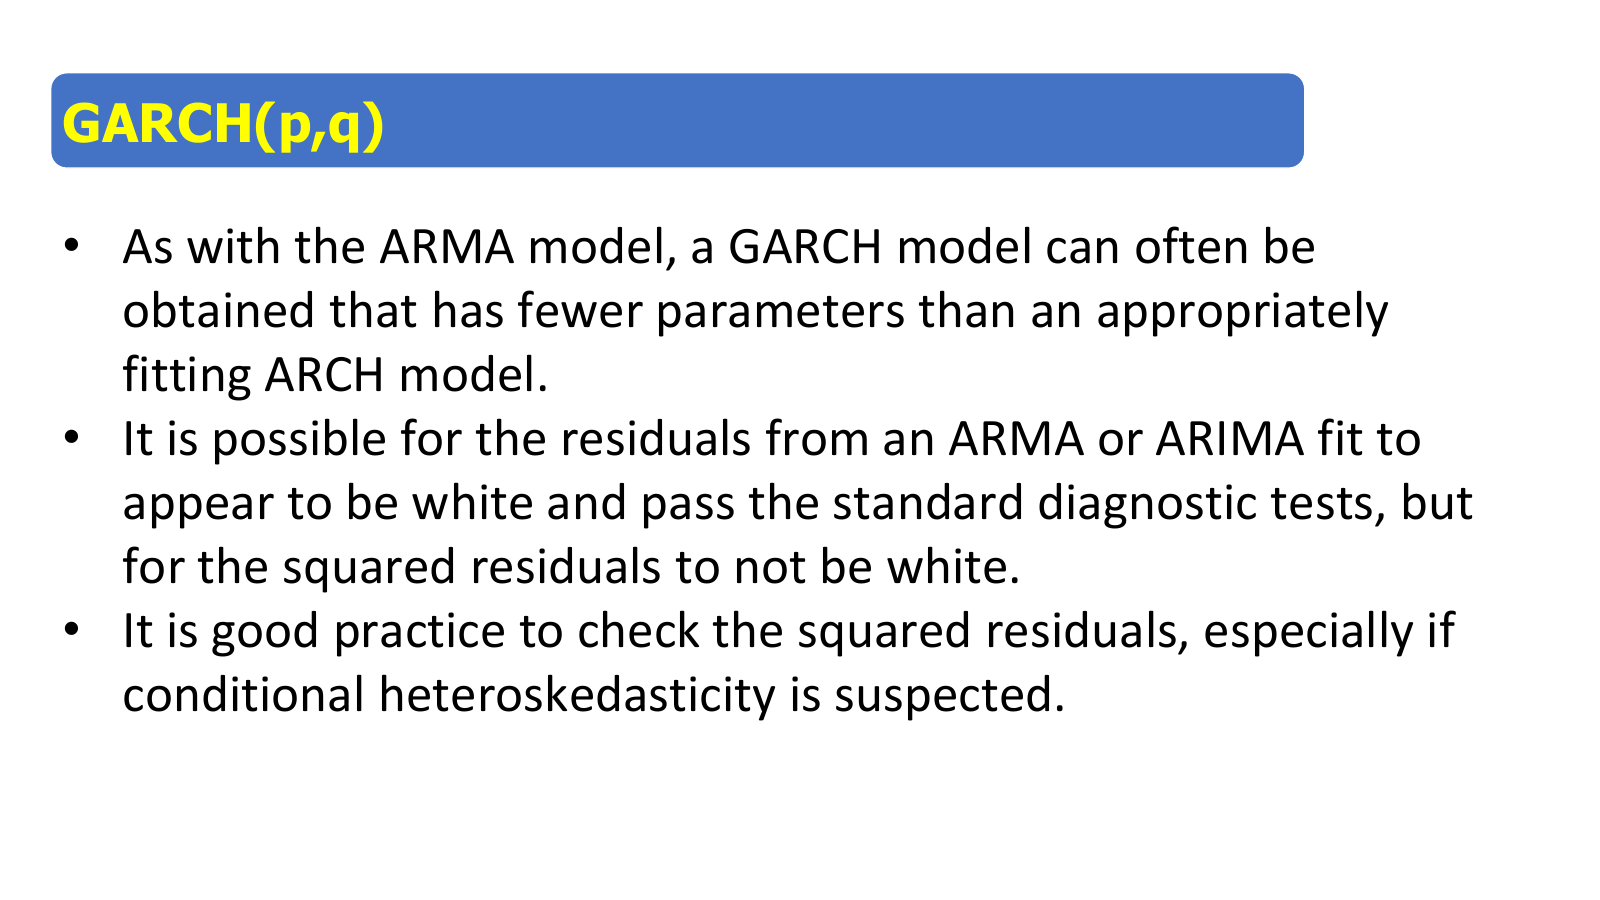 GARCH(p,q)
• As with the ARMA model, a GARCH model can often be
obtained that has fewer parameters than an appropriately
fitting ARCH model.
• It is possible for the residuals from an ARMA or ARIMA fit to
appear to be white and pass the standard diagnostic tests, but
for the squared residuals to not be white.
• It is good practice to check the squared residuals, especially if
conditional heteroskedasticity is suspected.